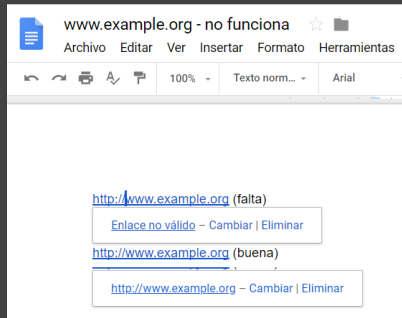 www.example.org - no funciona
Archivo Editar Ver Insertar Formato Herramientas
100% Texto norm... Arial
http://www.example.org (falta)
Enlace no válido – Cambiar | Eliminar
http://www.example.org (buena)
http://www.example.org – Cambiar | Eliminar